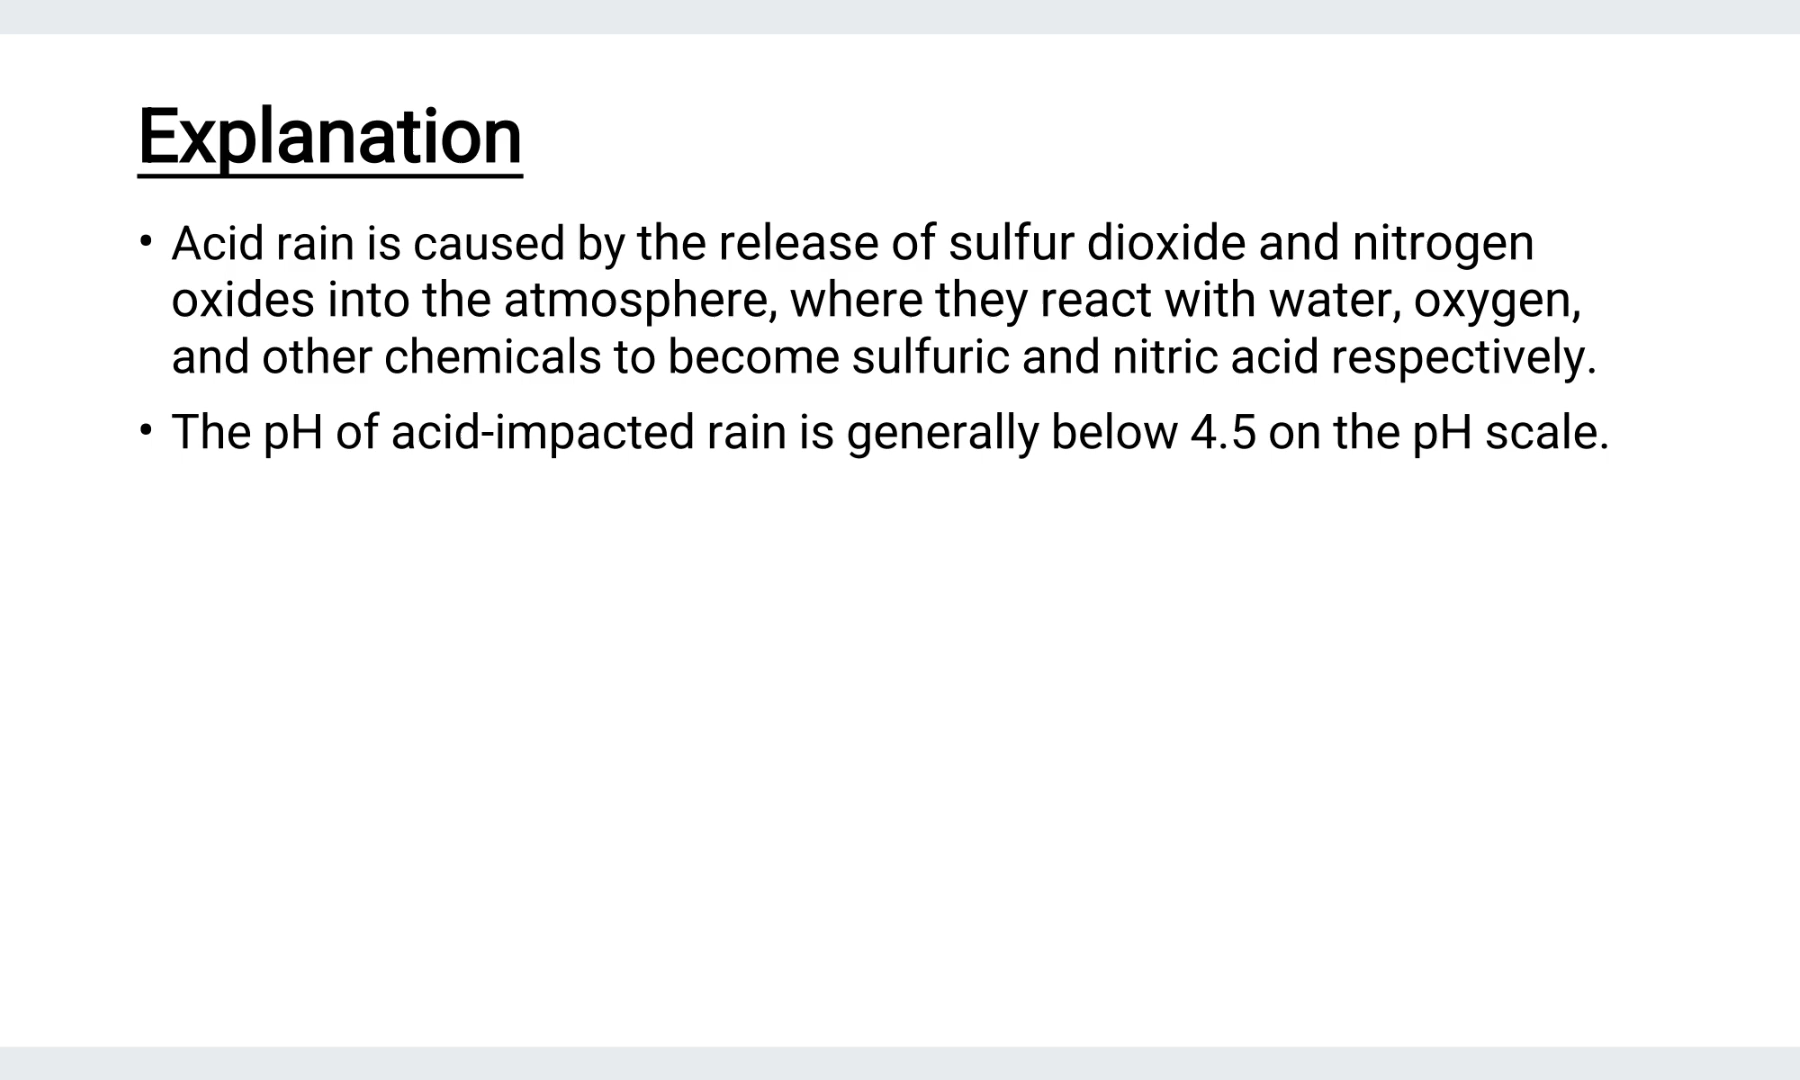 Explanation
• Acid rain is caused by the release of sulfur dioxide and nitrogen
oxides into the atmosphere, where they react with water, oxygen,
and other chemicals to become sulfuric and nitric acid respectively.
• The pH of acid-impacted rain is generally below 4.5 on the pH scale.